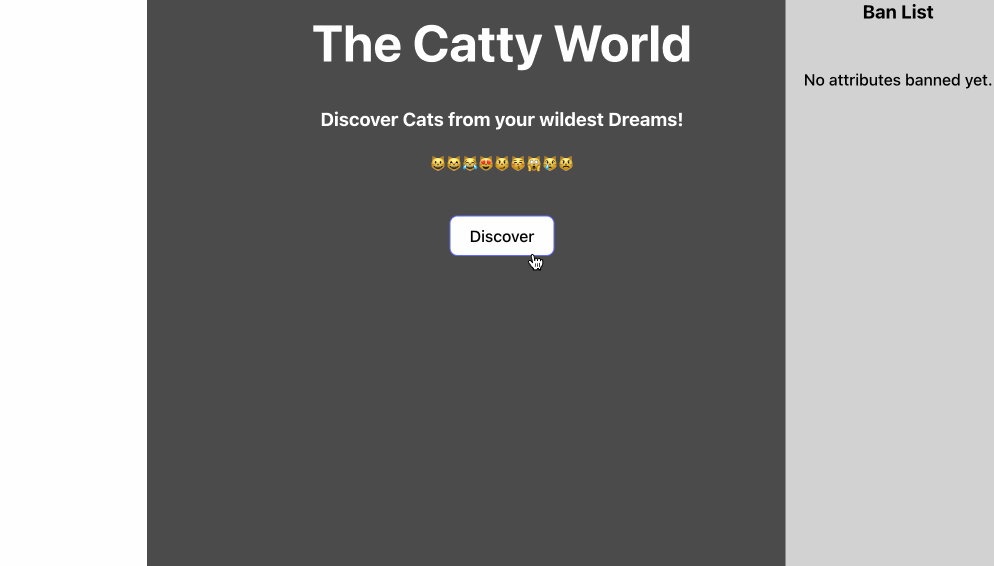 The Catty World
Discover Cats from your wildest Dreams!
😺😸😹😻😼😽🙀😿😾
Discover
Ban List
No attributes banned yet.